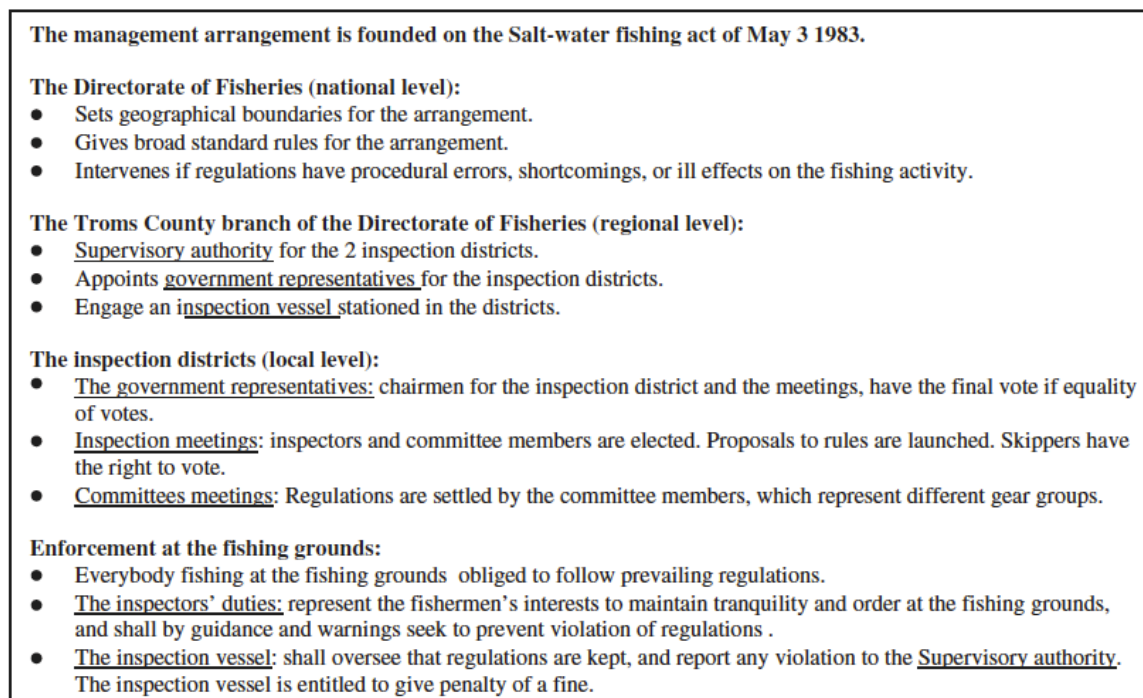 The management arrangement is founded on the Salt-water fishing act of May 3 1983.
The Directorate of Fisheries (national level):
● Sets geographical boundaries for the arrangement.
● Gives broad standard rules for the arrangement.
● Intervenes if regulations have procedural errors, shortcomings, or ill effects on the fishing activity.
The Troms County branch of the Directorate of Fisheries (regional level):
● Supervisory authority for the 2 inspection districts.
● Appoints government representatives for the inspection districts.
● Engage an inspection vessel stationed in the districts.
The inspection districts (local level):
● The government representatives: chairmen for the inspection district and the meetings, have the final vote if equality
of votes.
● Inspection meetings: inspectors and committee members are elected. Proposals to rules are launched. Skippers have
the right to vote.
● Committees meetings: Regulations are settled by the committee members, which represent different gear groups.
Enforcement at the fishing grounds:
● Everybody fishing at the fishing grounds obliged to follow prevailing regulations.
● The inspectors' duties: represent the fishermen's interests to maintain tranquility and order at the fishing grounds,
and shall by guidance and warnings seek to prevent violation of regulations .
● The inspection vessel: shall oversee that regulations are kept, and report any violation to the Supervisory authority.
The inspection vessel is entitled to give penalty of a fine.